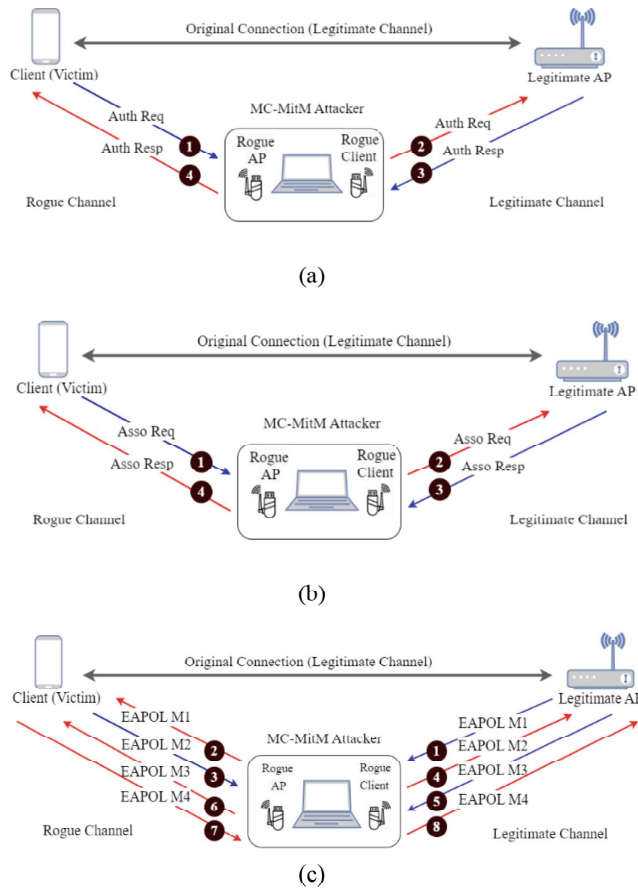 Original Connection (Legitimate Channel)
Client (Victim)
Legitimate AP
MC-MitM Attacker
Auth Req
1
Auth Resp
4
Rogue
AP
Rogue
Client
Auth Req
2
Auth Resp
3
Rogue Channel
Legitimate Channel
(a)
Original Connection (Legitimate Channel)
Client (Victim)
Legitimate AP
MC-MitM Attacker
Asso Req
1
Asso Resp
4
Rogue
AP
Rogue
Client
Asso Req
2
Asso Resp
3
Rogue Channel
Legitimate Channel
(b)
Original Connection (Legitimate Channel)
Client (Victim)
Legitimate AP
MC-MitM Attacker
EAPOL M1
2
EAPOL M2
3
EAPOL M3
6
EAPOL M4
7
Rogue
AP
Rogue
Client
EAPOL M1
1
EAPOL M2
4
EAPOL M3
5
EAPOL M4
8
Rogue Channel
Legitimate Channel
(c)